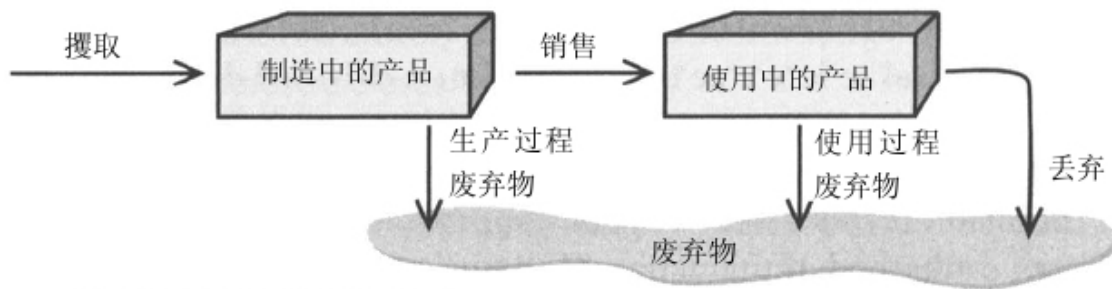 攫取
制造中的产品
销售
使用中的产品
生产过程
废弃物
使用过程
废弃物
丢弃
废弃物